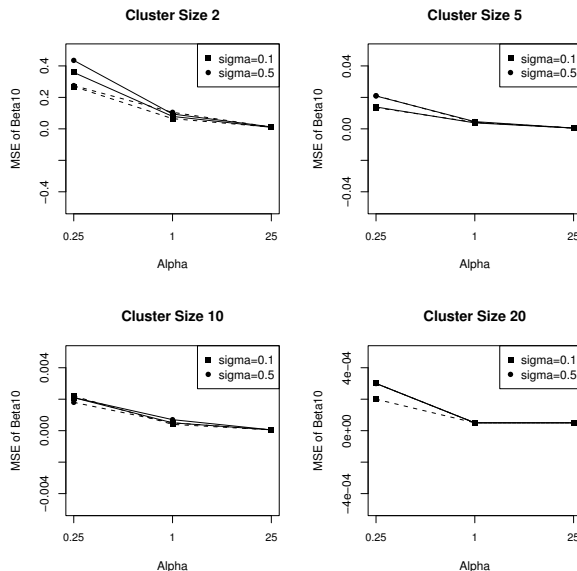 Cluster Size 2
MSE of Beta10
0.4
0.2
0.0
-0.4
sigma=0.1
sigma=0.5
0.25
1
25
Alpha
Cluster Size 5
MSE of Beta10
0.04
0.00
-0.04
sigma=0.1
sigma=0.5
0.25
1
25
Alpha
Cluster Size 10
MSE of Beta10
0.004
0.000
-0.004
sigma=0.1
sigma=0.5
0.25
1
25
Alpha
Cluster Size 20
MSE of Beta10
4e-04
0e+00
-4e-04
sigma=0.1
sigma=0.5
0.25
1
25
Alpha